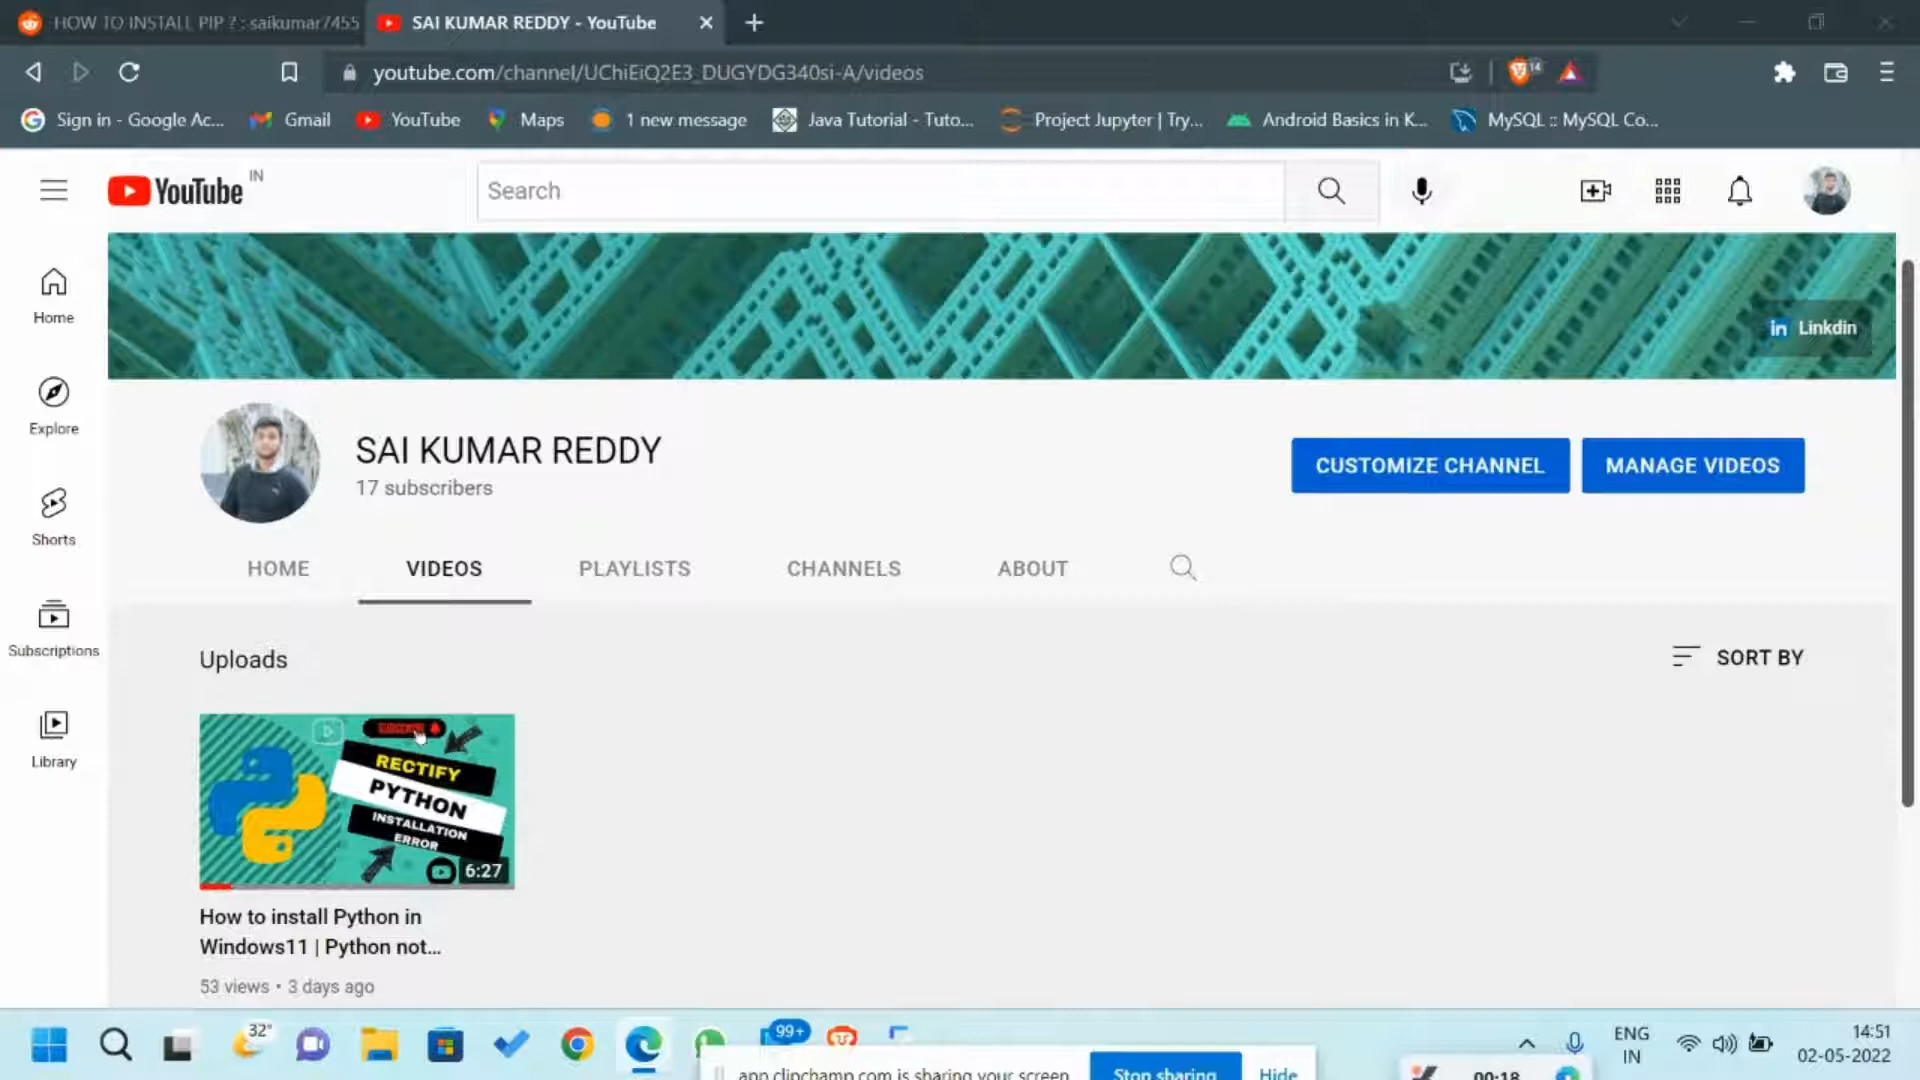 HOW TO INSTALL PIP ? : saikumar7455
SAI KUMAR REDDY - YouTube
youtube.com/channel/UChiEiQ2E3_DUGYDG340si-A/videos
14
Sign in - Google Ac...
Gmail
YouTube
Maps
1 new message
Java Tutorial - Tuto...
Project Jupyter | Try...
Android Basics in K...
MySQL :: MySQL Co...
YouTube IN
Search
Home
Explore
Shorts
Subscriptions
Library
in Linkdin
SAI KUMAR REDDY
17 subscribers
CUSTOMIZE CHANNEL
MANAGE VIDEOS
HOME
VIDEOS
PLAYLISTS
CHANNELS
ABOUT
Uploads
SORT BY
SUBSCRIBE
RECTIFY
PYTHON
INSTALLATION
ERROR
6:27
How to install Python in
Windows11 | Python not...
53 views • 3 days ago
32°
99+
app.clipchamp.com is sharing your screen.
Stop sharing
Hide
00:18
ENG
IN
14:51
02-05-2022